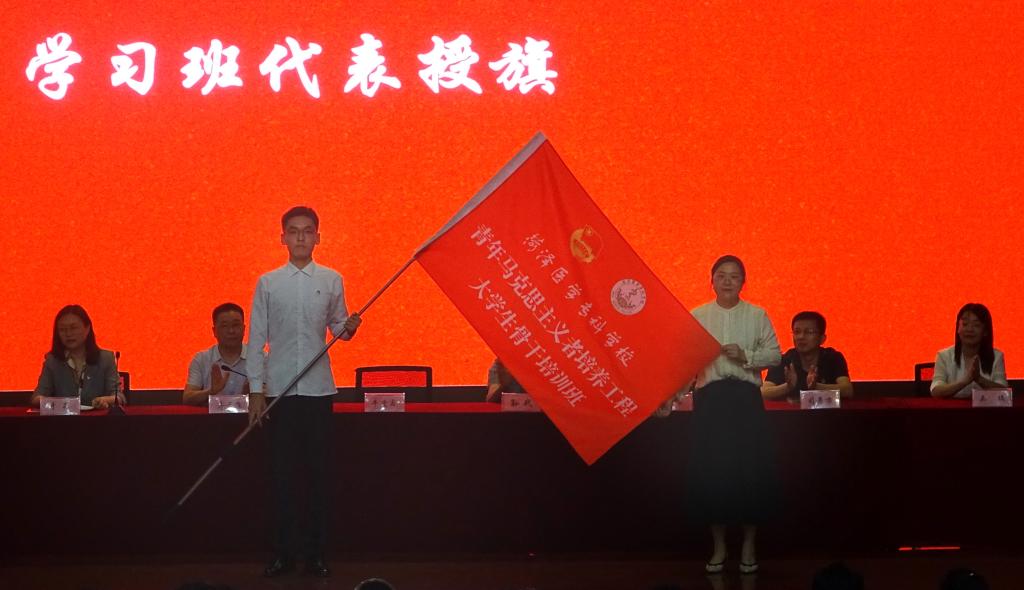 学习班代表授旗
菏泽医学专科学校
青年马克思主义者培养工程
大学生骨干培训班